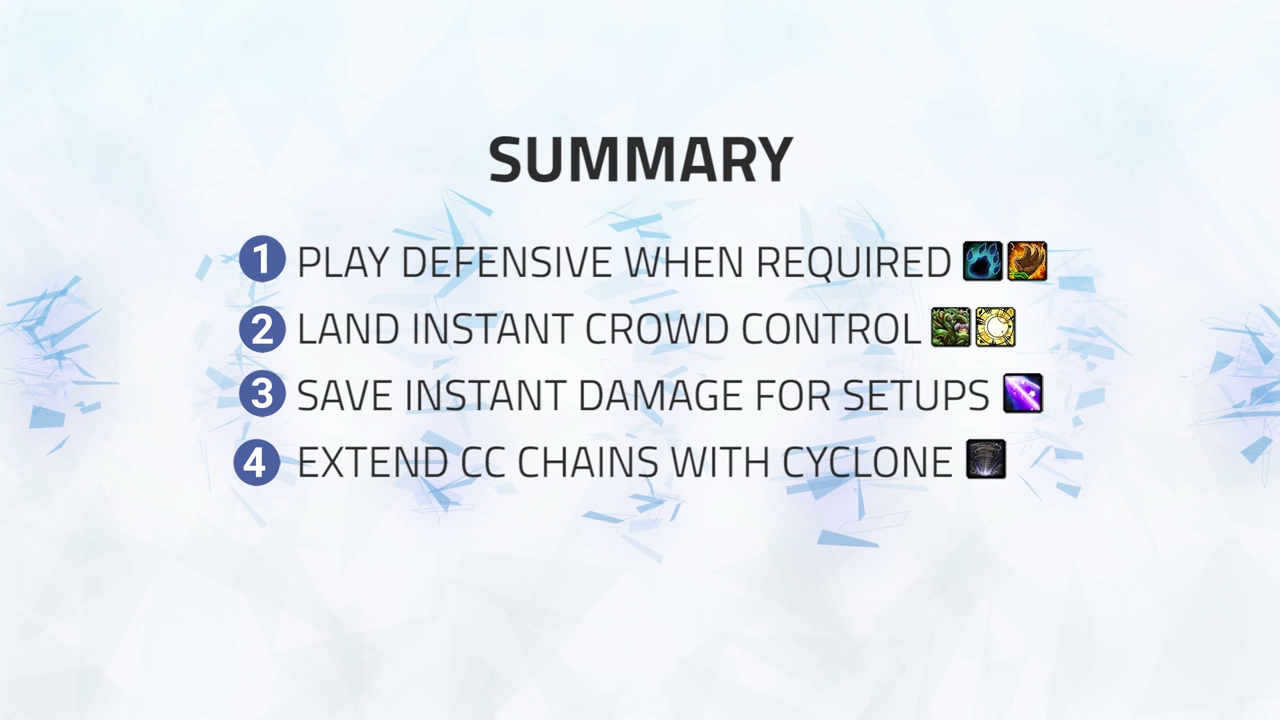 SUMMARY
1 PLAY DEFENSIVE WHEN REQUIRED
2 LAND INSTANT CROWD CONTROL
3 SAVE INSTANT DAMAGE FOR SETUPS
4 EXTEND CC CHAINS WITH CYCLONE